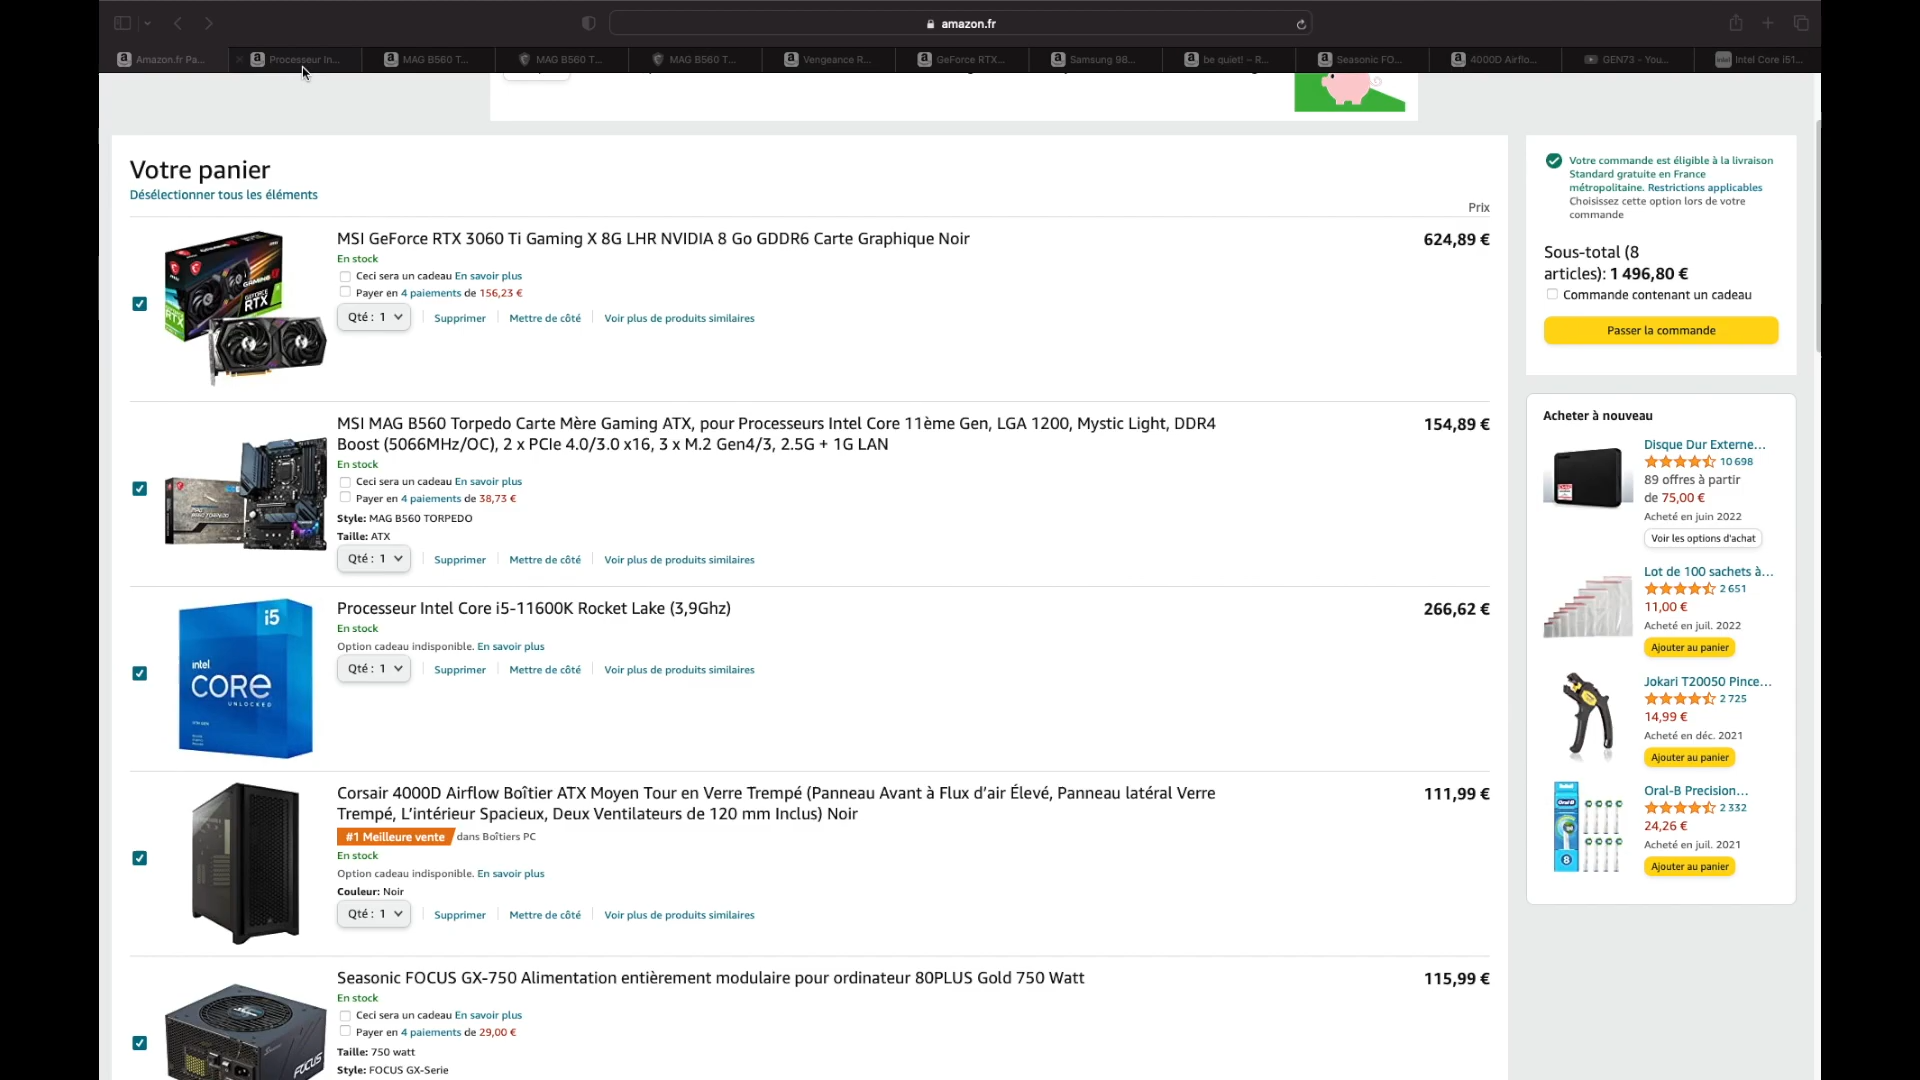 amazon.fr
Amazon.fr Pa...
Processeur In...
MAG B560 T...
MAG B560 T...
MAG B560 T...
Vengeance R...
GeForce RTX...
Samsung 98...
be quiet! – R...
Seasonic FO...
4000D Airflo...
GEN73 - You...
Intel Core i51...
Votre panier
Désélectionner tous les éléments
Prix
MSI GeForce RTX 3060 Ti Gaming X 8G LHR NVIDIA 8 Go GDDR6 Carte Graphique Noir
624,89 €
En stock
Ceci sera un cadeau En savoir plus
Payer en 4 paiements de 156,23 €
Qté : 1
Supprimer
Mettre de côté
Voir plus de produits similaires
MSI MAG B560 Torpedo Carte Mère Gaming ATX, pour Processeurs Intel Core 11ème Gen, LGA 1200, Mystic Light, DDR4
Boost (5066MHz/OC), 2 x PCIe 4.0/3.0 x16, 3 x M.2 Gen4/3, 2.5G + 1G LAN
154,89 €
En stock
Ceci sera un cadeau En savoir plus
Payer en 4 paiements de 38,73 €
Style: MAG B560 TORPEDO
Taille: ATX
Qté : 1
Supprimer
Mettre de côté
Voir plus de produits similaires
i5
intel
CORE
UNLOCKED
Processeur Intel Core i5-11600K Rocket Lake (3,9Ghz)
266,62 €
En stock
Option cadeau indisponible. En savoir plus
Qté : 1
Supprimer
Mettre de côté
Voir plus de produits similaires
Corsair 4000D Airflow Boîtier ATX Moyen Tour en Verre Trempé (Panneau Avant à Flux d’air Élevé, Panneau latéral Verre
Trempé, L’intérieur Spacieux, Deux Ventilateurs de 120 mm Inclus) Noir
111,99 €
#1 Meilleure vente dans Boîtiers PC
En stock
Option cadeau indisponible. En savoir plus
Couleur: Noir
Qté : 1
Supprimer
Mettre de côté
Voir plus de produits similaires
FOCUS
Seasonic FOCUS GX-750 Alimentation entièrement modulaire pour ordinateur 80PLUS Gold 750 Watt
115,99 €
En stock
Ceci sera un cadeau En savoir plus
Payer en 4 paiements de 29,00 €
Taille: 750 watt
Style: FOCUS GX-Serie
Votre commande est éligible à la livraison
Standard gratuite en France
métropolitaine. Restrictions applicables
Choisissez cette option lors de votre
commande
Sous-total (8
articles): 1 496,80 €
Commande contenant un cadeau
Passer la commande
Acheter à nouveau
Disque Dur Externe...
10 698
89 offres à partir
de 75,00 €
Acheté en juin 2022
Voir les options d'achat
Lot de 100 sachets à...
2 651
11,00 €
Acheté en juil. 2022
Ajouter au panier
Jokari T20050 Pince...
2 725
14,99 €
Acheté en déc. 2021
Ajouter au panier
Oral-B
8
Oral-B Precision...
2 332
24,26 €
Acheté en juil. 2021
Ajouter au panier